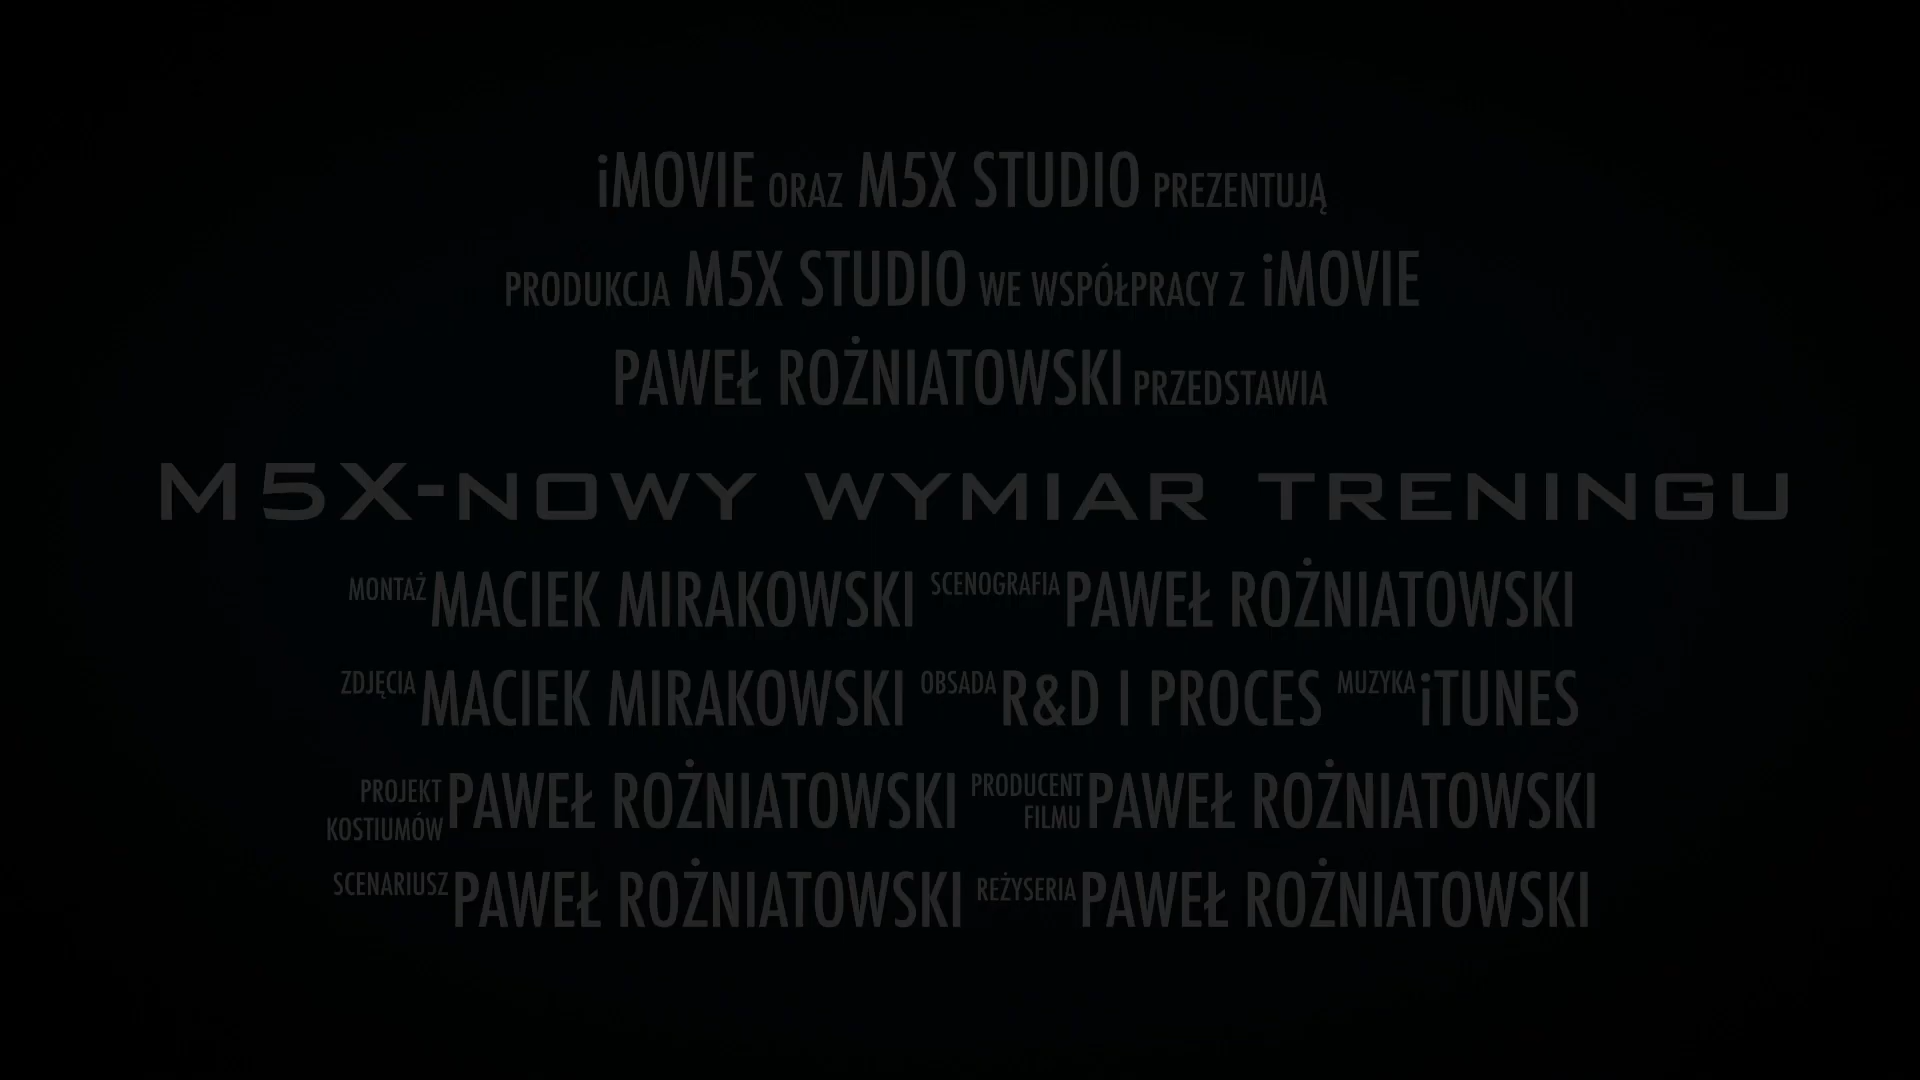 iMOVIE ORAZ M5X STUDIO PREZENTUJĄ
PRODUKCJA M5X STUDIO WE WSPÓŁPRACY Z iMOVIE
PAWEŁ ROŻNIATOWSKI PRZEDSTAWIA
M5X-NOWY WYMIAR TRENINGU
MONTAŻ MACIEK MIRAKOWSKI SCENOGRAFIA PAWEŁ ROŻNIATOWSKI
ZDJĘCIA MACIEK MIRAKOWSKI OBSADA R&D I PROCES MUZYKA iTUNES
PROJEKT KOSTIUMÓW PAWEŁ ROŻNIATOWSKI PRODUCENT FILMU PAWEŁ ROŻNIATOWSKI
SCENARIUSZ PAWEŁ ROŻNIATOWSKI REŻYSERIA PAWEŁ ROŻNIATOWSKI